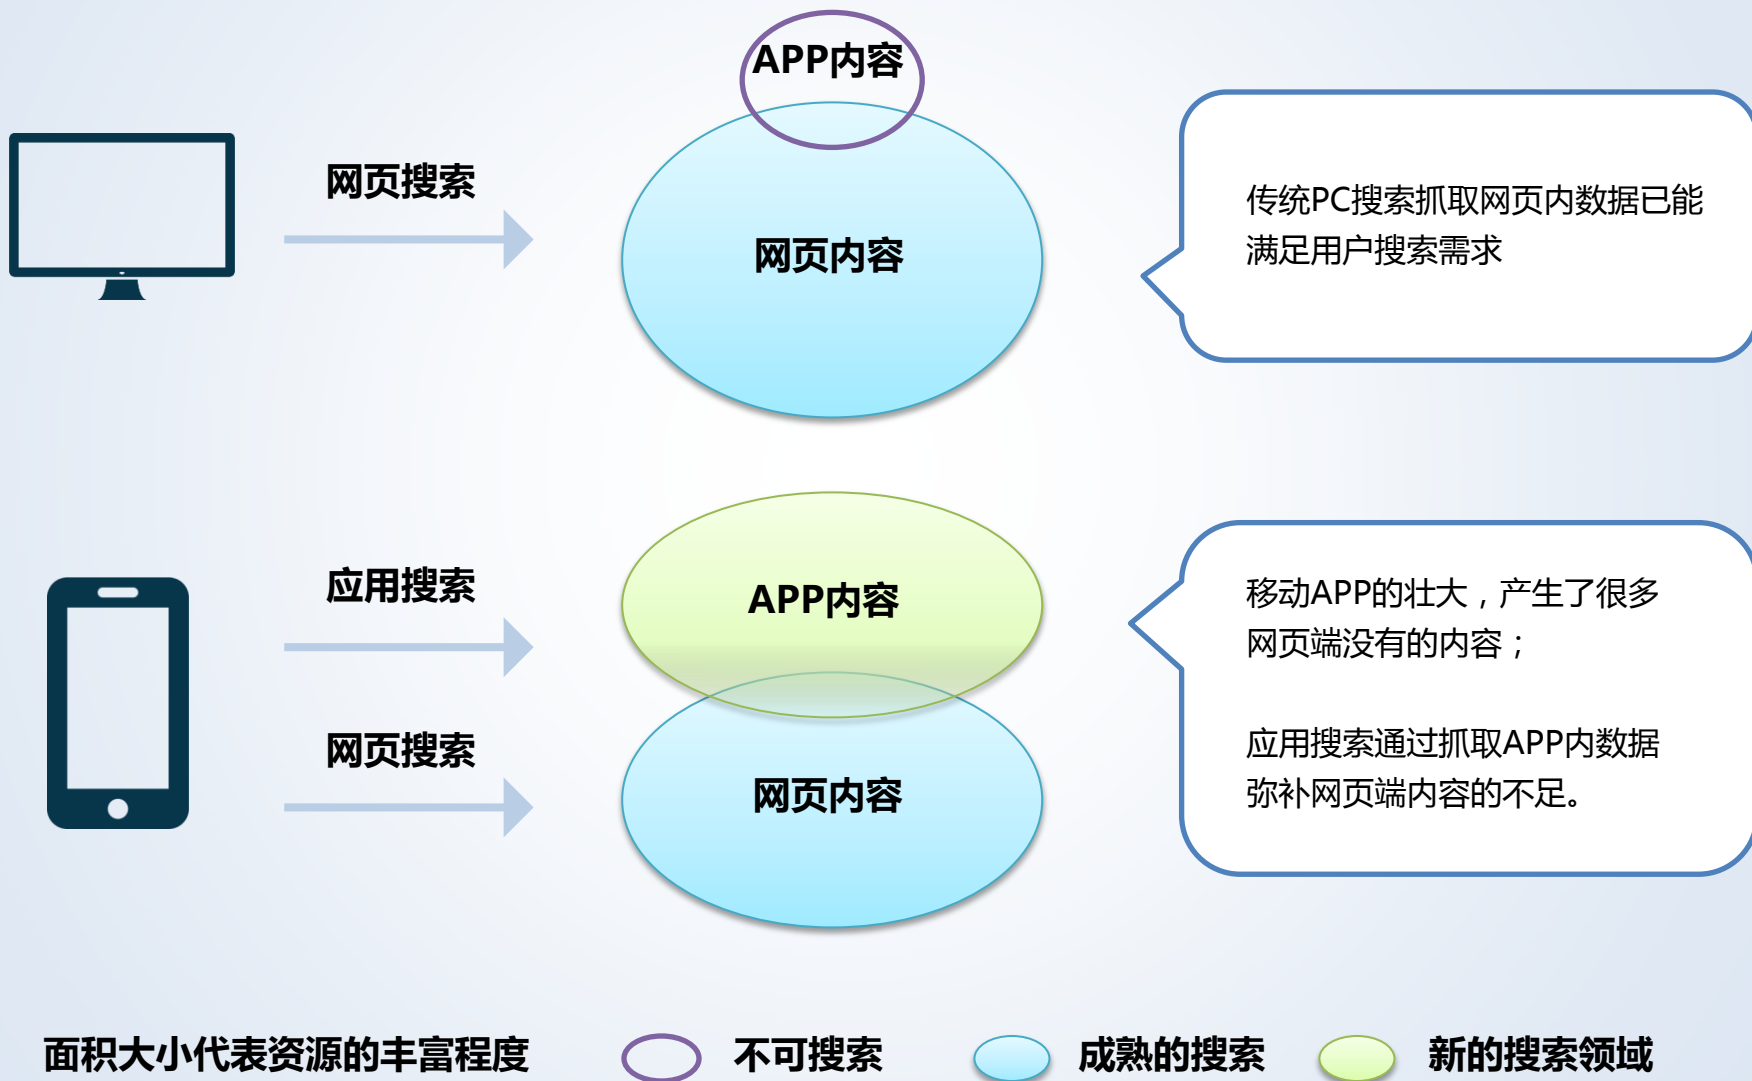 APP内容
网页搜索
网页内容
传统PC搜索抓取网页内数据已能
满足用户搜索需求
应用搜索
APP内容
网页搜索
网页内容
移动APP的壮大，产生了很多
网页端没有的内容；
应用搜索通过抓取APP内数据
弥补网页端内容的不足。
面积大小代表资源的丰富程度
不可搜索
成熟的搜索
新的搜索领域